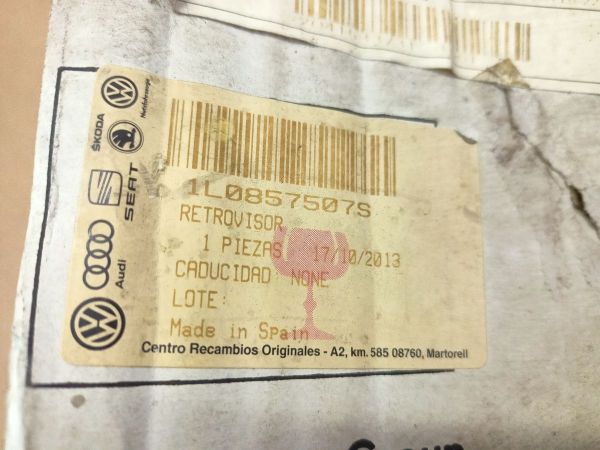 Nutzfahrzeuge
ŠKODA
SEAT
Audi
1L0857507S
RETROVISOR
1 PIEZAS 17/10/2013
CADUCIDAD NONE
LOTE:
Made in Spain
Centro Recambios Originales - A2, km. 585 08760, Martorell